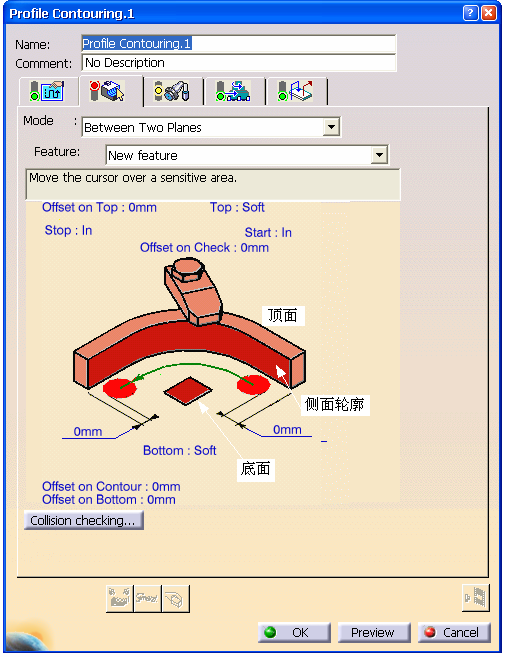 Profile Contouring.1
Name: Profile Contouring.1
Comment: No Description
Mode : Between Two Planes
Feature: New feature
Move the cursor over a sensitive area.
Offset on Top : 0mm Top : Soft
Stop : In Start : In
Offset on Check : 0mm
顶面
侧面轮廓
0mm 0mm
Bottom : Soft
底面
Offset on Contour : 0mm
Offset on Bottom : 0mm
Collision checking...
OK Preview Cancel